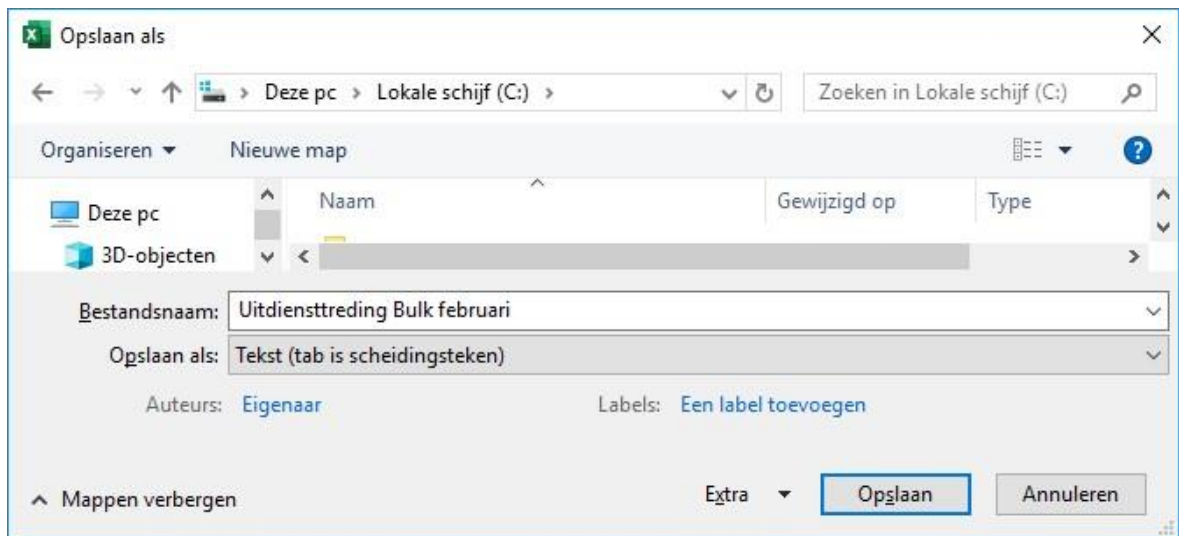 Opslaan als
Deze pc > Lokale schijf (C:) > Zoeken in Lokale schijf (C:)
Organiseren Nieuwe map ?
Deze pc Naam Gewijzigd op Type
3D-objecten
Bestandsnaam: Uitdiensttreding Bulk februari
Opslaan als: Tekst (tab is scheidingsteken)
Auteurs: Eigenaar Labels: Een label toevoegen
Mappen verbergen Extra Opslaan Annuleren